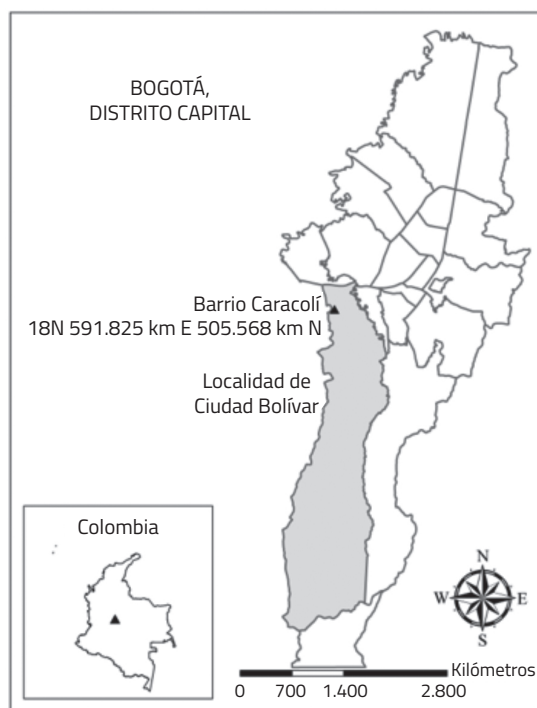 BOGOTÁ,
DISTRITO CAPITAL
Barrio Caracolí
18N 591.825 km E 505.568 km N
Localidad de
Ciudad Bolívar
Colombia
N
W E
S
Kilómetros
0 700 1.400 2.800